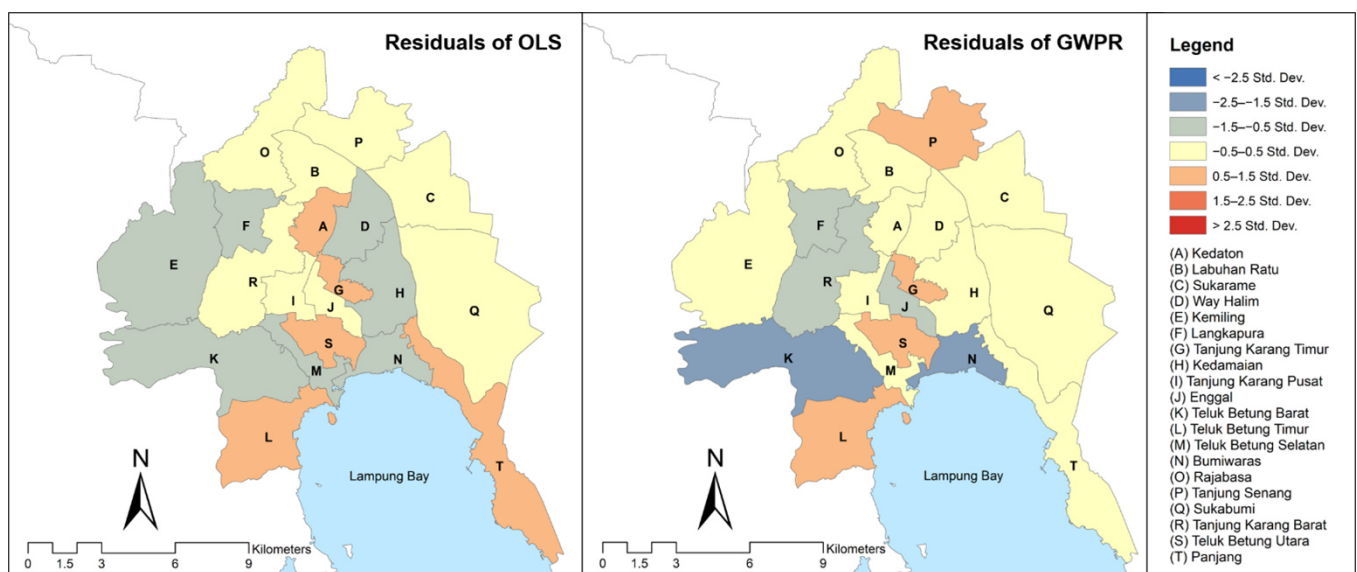 Residuals of OLS
O
P
B
C
A
D
F
E
R
G
H
I
J
Q
S
K
M
N
L
T
N
Lampung Bay
0 1.5 3 6 9 Kilometers
Residuals of GWPR
P
O
B
C
A
D
F
E
R
G
H
I
J
Q
S
K
M
N
L
T
N
Lampung Bay
0 1.5 3 6 9 Kilometers
Legend
< −2.5 Std. Dev.
−2.5–−1.5 Std. Dev.
−1.5–−0.5 Std. Dev.
−0.5–0.5 Std. Dev.
0.5–1.5 Std. Dev.
1.5–2.5 Std. Dev.
> 2.5 Std. Dev.
(A) Kedaton
(B) Labuhan Ratu
(C) Sukarame
(D) Way Halim
(E) Kemiling
(F) Langkapura
(G) Tanjung Karang Timur
(H) Kedamaian
(I) Tanjung Karang Pusat
(J) Enggal
(K) Teluk Betung Barat
(L) Teluk Betung Timur
(M) Teluk Betung Selatan
(N) Bumiwaras
(O) Rajabasa
(P) Tanjung Senang
(Q) Sukabumi
(R) Tanjung Karang Barat
(S) Teluk Betung Utara
(T) Panjang